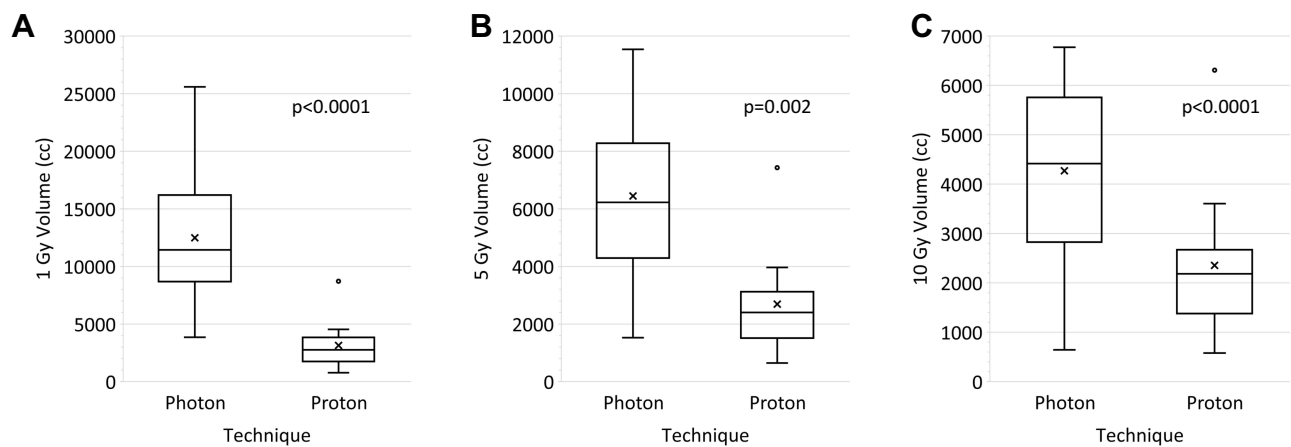 A
1 Gy Volume (cc)
30000
25000
20000
15000
10000
5000
0
p<0.0001
Photon
Proton
Technique
B
5 Gy Volume (cc)
12000
10000
8000
6000
4000
2000
0
p=0.002
Photon
Proton
Technique
C
10 Gy Volume (cc)
7000
6000
5000
4000
3000
2000
1000
0
p<0.0001
Photon
Proton
Technique